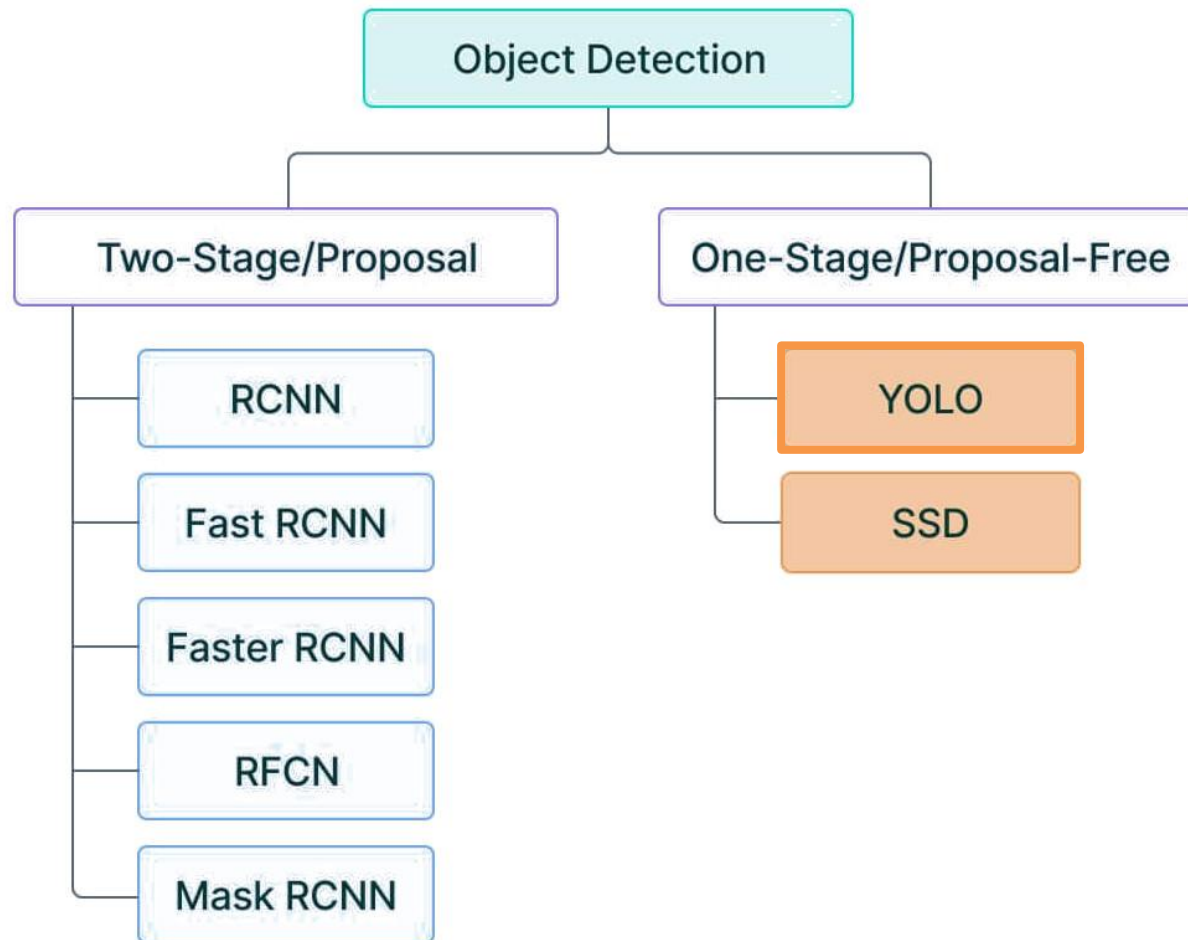 Object Detection
Two-Stage/Proposal
RCNN
Fast RCNN
Faster RCNN
RFCN
Mask RCNN
One-Stage/Proposal-Free
YOLO
SSD